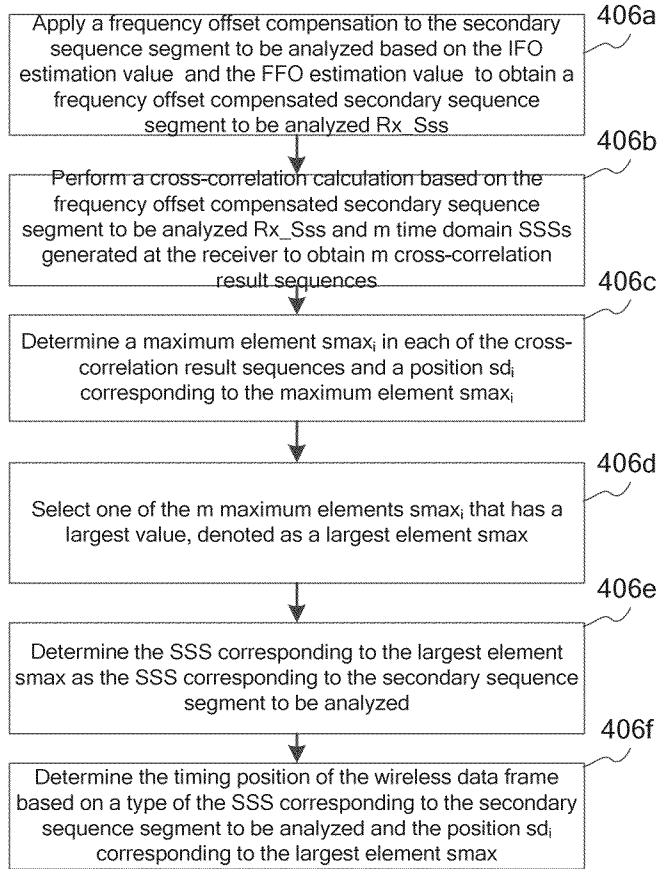 406a
Apply a frequency offset compensation to the secondary
sequence segment to be analyzed based on the IFO
estimation value and the FFO estimation value to obtain a
frequency offset compensated secondary sequence
segment to be analyzed Rx_Sss
406b
Perform a cross-correlation calculation based on the
frequency offset compensated secondary sequence
segment to be analyzed Rx_Sss and m time domain SSSs
generated at the receiver to obtain m cross-correlation
result sequences
406c
Determine a maximum element smaxᵢ in each of the cross-
correlation result sequences and a position sdᵢ
corresponding to the maximum element smaxᵢ
406d
Select one of the m maximum elements smaxᵢ that has a
largest value, denoted as a largest element smax
406e
Determine the SSS corresponding to the largest element
smax as the SSS corresponding to the secondary sequence
segment to be analyzed
406f
Determine the timing position of the wireless data frame
based on a type of the SSS corresponding to the secondary
sequence segment to be analyzed and the position sdᵢ
corresponding to the largest element smax